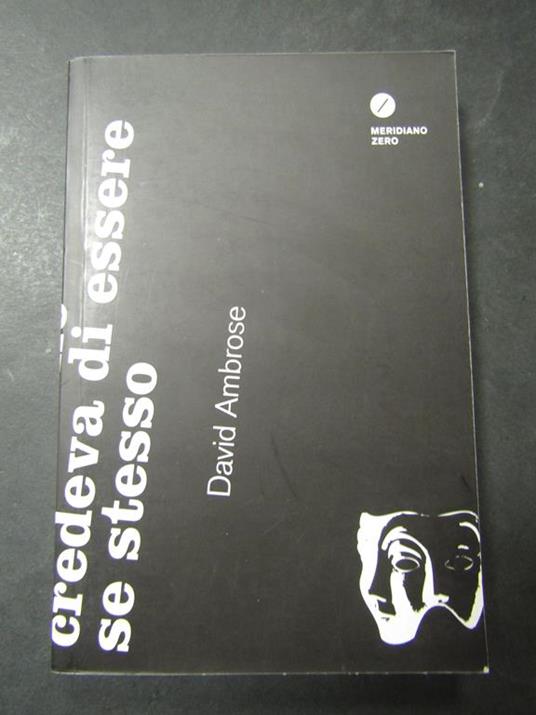 credeva di essere
se stesso
David Ambrose
MERIDIANO
ZERO